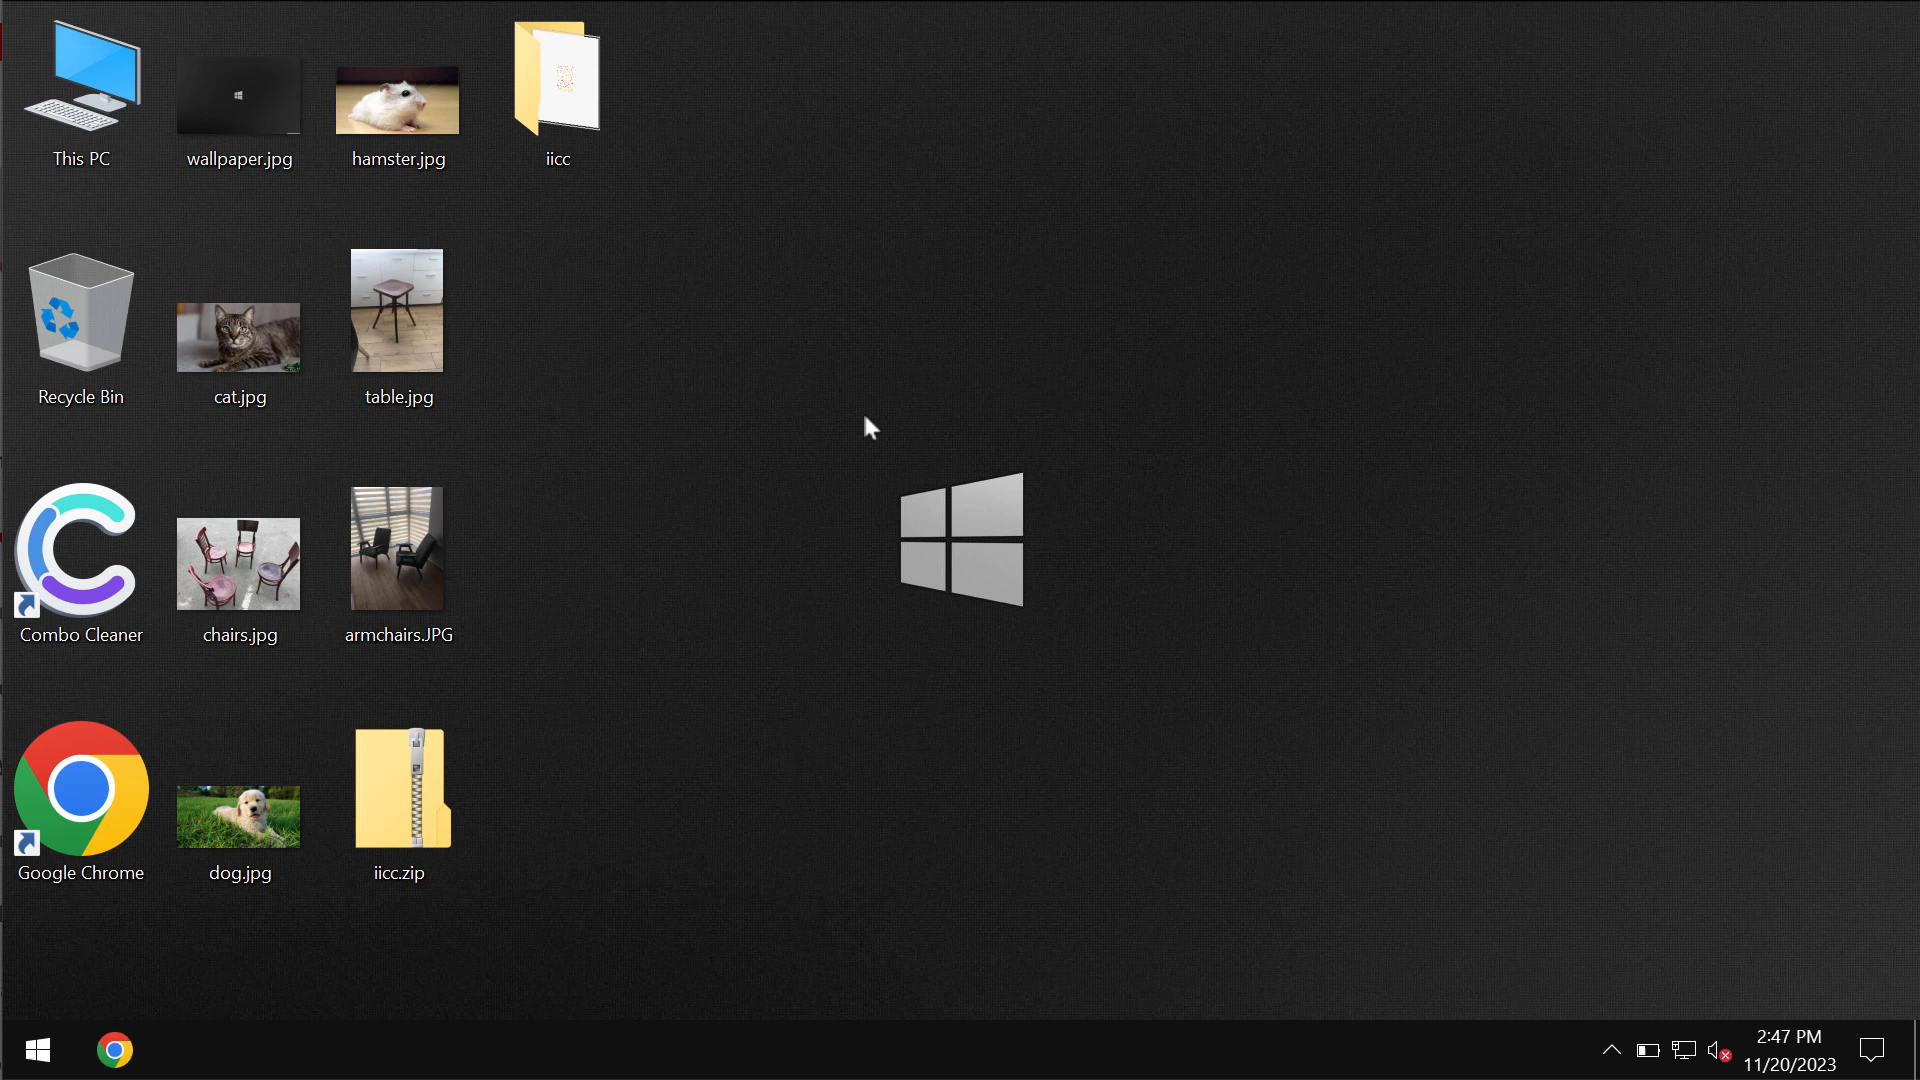 This PC
wallpaper.jpg
hamster.jpg
iicc
Recycle Bin
cat.jpg
table.jpg
Combo Cleaner
chairs.jpg
armchairs.JPG
Google Chrome
dog.jpg
iicc.zip
2:47 PM
11/20/2023